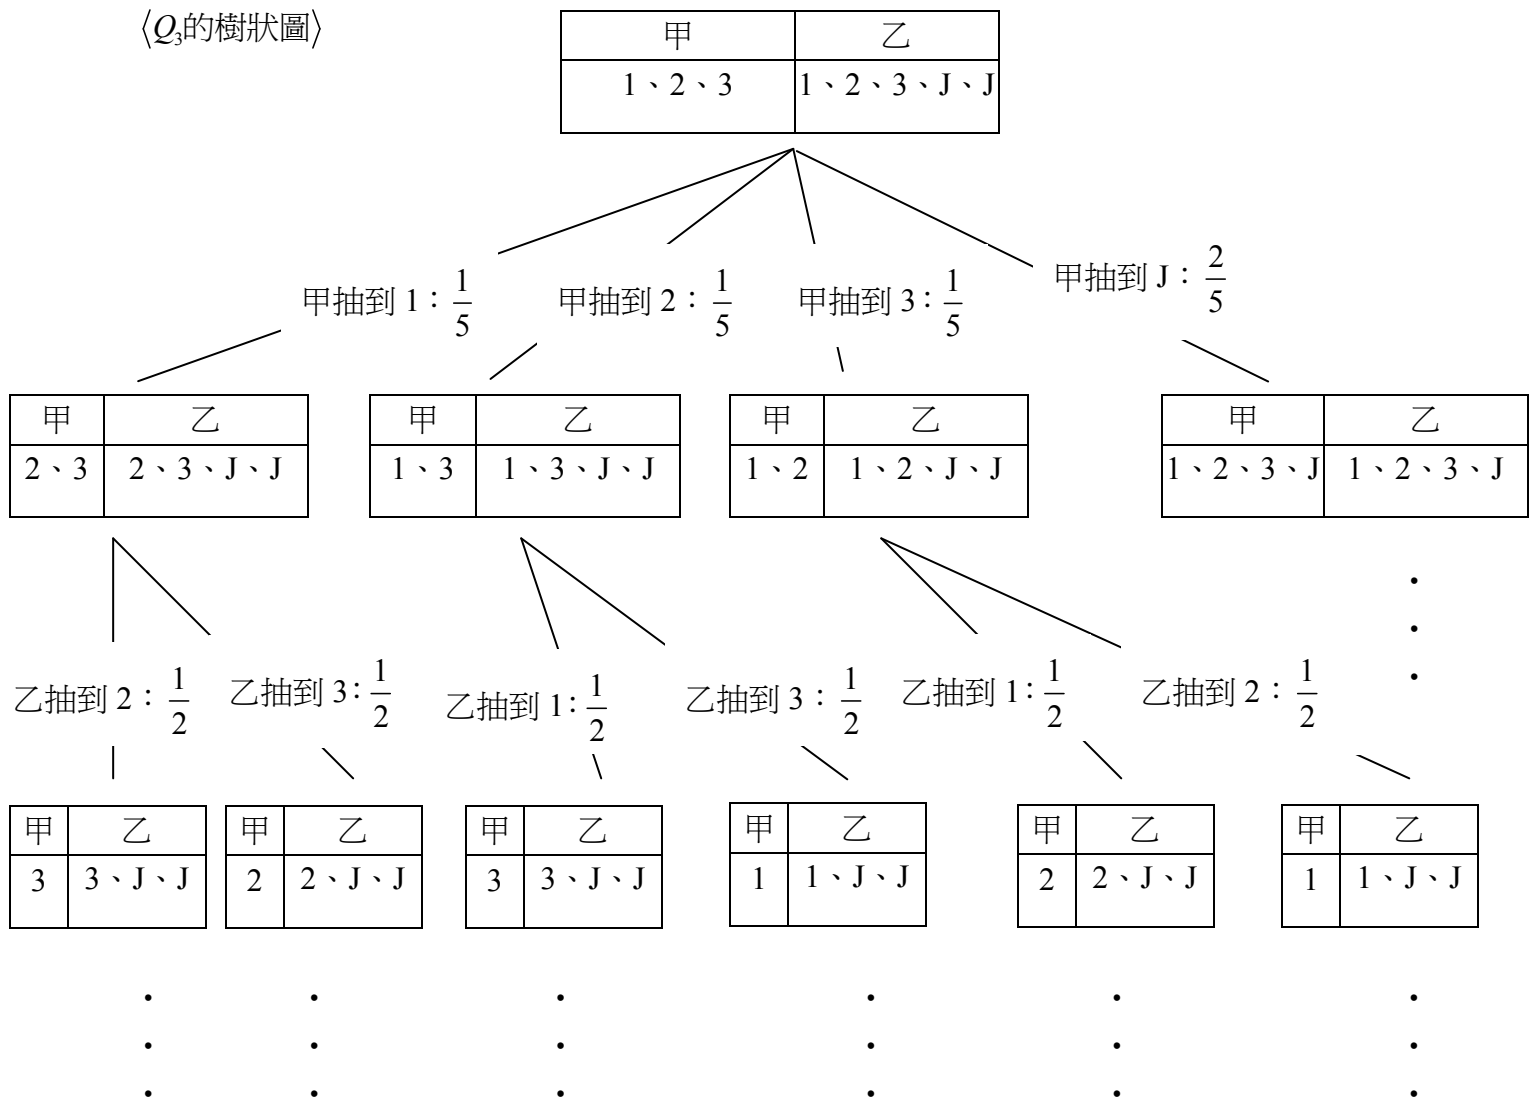 〈Q₃的樹狀圖〉
甲 乙
1、2、3 1、2、3、J、J
甲抽到 1：1/5 甲抽到 2：1/5 甲抽到 3：1/5 甲抽到 J：2/5
甲 乙 甲 乙 甲 乙 甲 乙
2、3 2、3、J、J 1、3 1、3、J、J 1、2 1、2、J、J 1、2、3、J 1、2、3、J
乙抽到 2：1/2 乙抽到 3：1/2 乙抽到 1：1/2 乙抽到 3：1/2 乙抽到 1：1/2 乙抽到 2：1/2
甲 乙 甲 乙 甲 乙 甲 乙 甲 乙 甲 乙
3 3、J、J 2 2、J、J 3 3、J、J 1 1、J、J 2 2、J、J 1 1、J、J